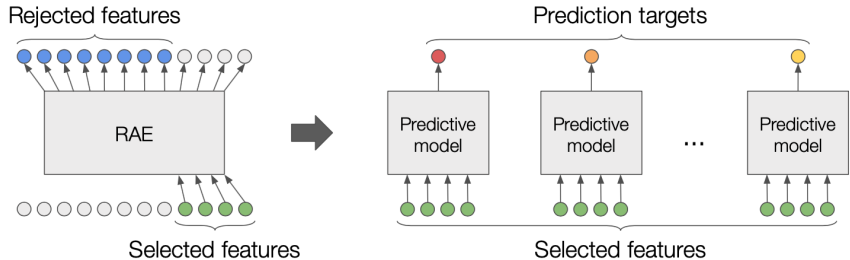 Rejected features
Prediction targets
RAE
Predictive
model
Predictive
model
...
Predictive
model
Selected features
Selected features